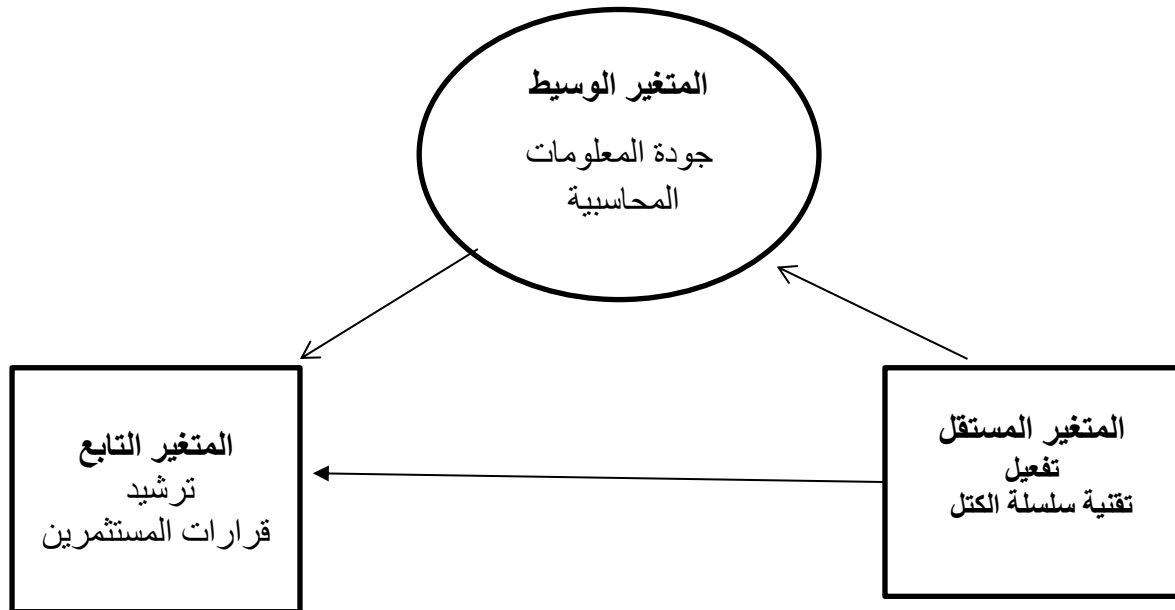 المتغير الوسيط
جودة المعلومات
المحاسبية
المتغير المستقل
تفعيل
تقنية سلسلة الكتل
المتغير التابع
ترشيد
قرارات المستثمرين